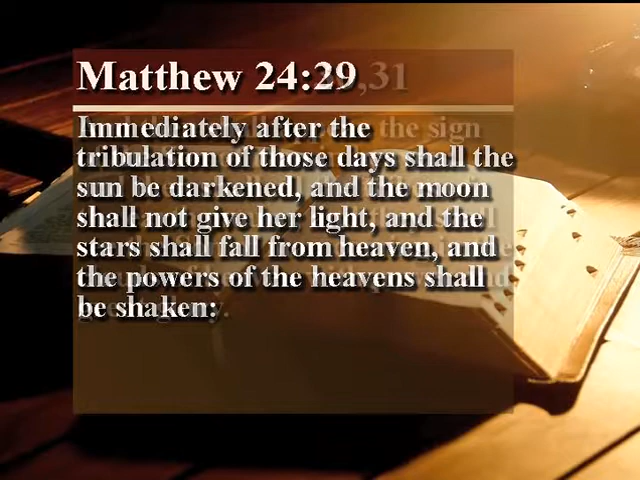 Matthew 24:29,31
Immediately after the the sign
tribulation of those days shall the
sun be darkened, and the moon
shall not give her light, and the
stars shall fall from heaven, and
the powers of the heavens shall
be shaken: